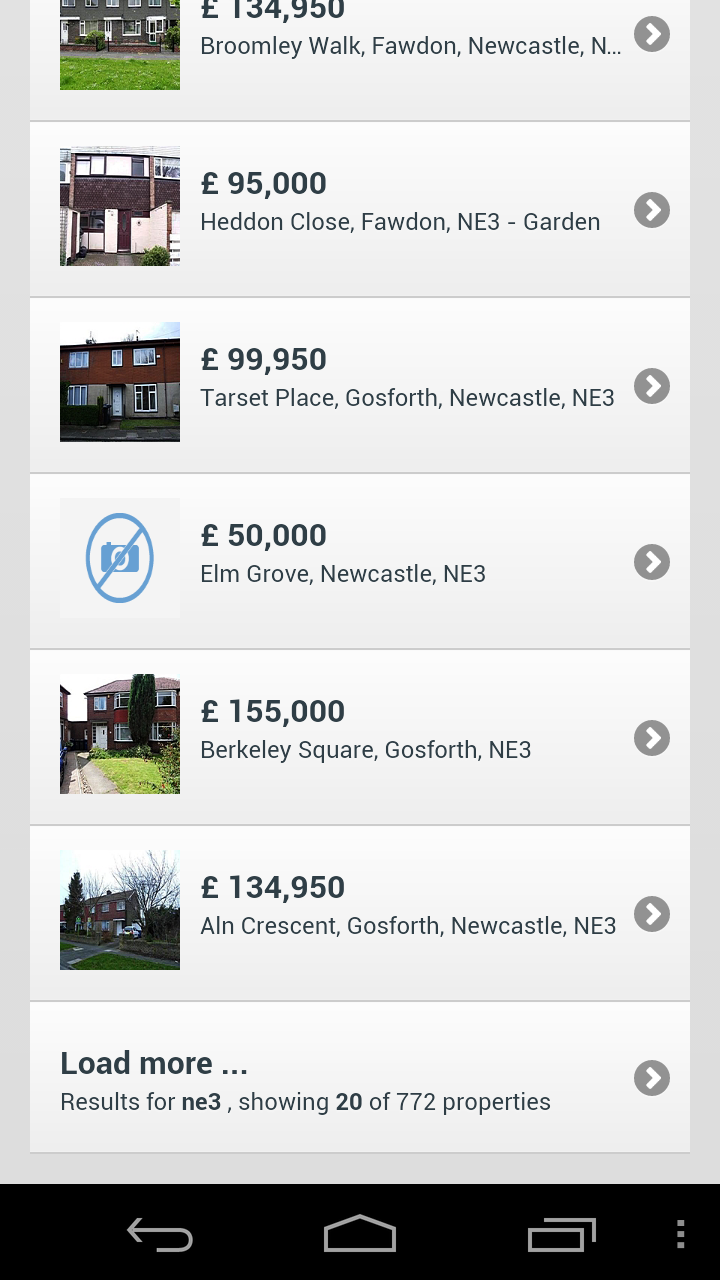 £ 134,950
Broomley Walk, Fawdon, Newcastle, N...
£ 95,000
Heddon Close, Fawdon, NE3 - Garden
£ 99,950
Tarset Place, Gosforth, Newcastle, NE3
£ 50,000
Elm Grove, Newcastle, NE3
£ 155,000
Berkeley Square, Gosforth, NE3
£ 134,950
Aln Crescent, Gosforth, Newcastle, NE3
Load more ...
Results for ne3 , showing 20 of 772 properties